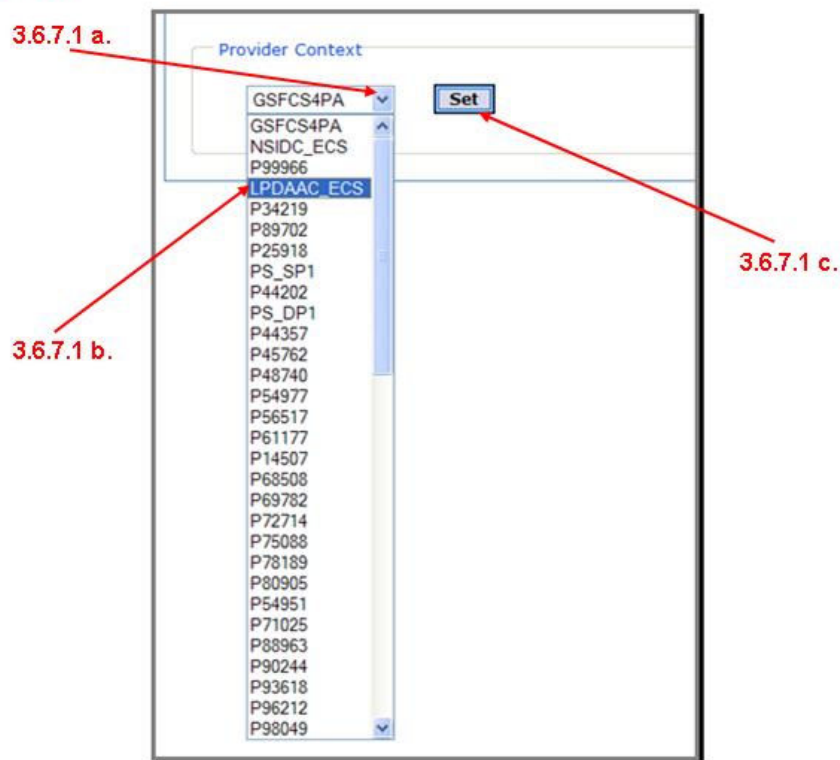 3.6.7.1 a.
Provider Context
GSFCS4PA
Set
GSFCS4PA
NSIDC_ECS
P99966
LPDAAC_ECS
P34219
P89702
P25918
PS_SP1
P44202
PS_DP1
P44357
P45762
P48740
P54977
P56517
P61177
P14507
P68508
P69782
P72714
P75088
P78189
P80905
P54951
P71025
P88963
P90244
P93618
P96212
P98049
3.6.7.1 c.
3.6.7.1 b.